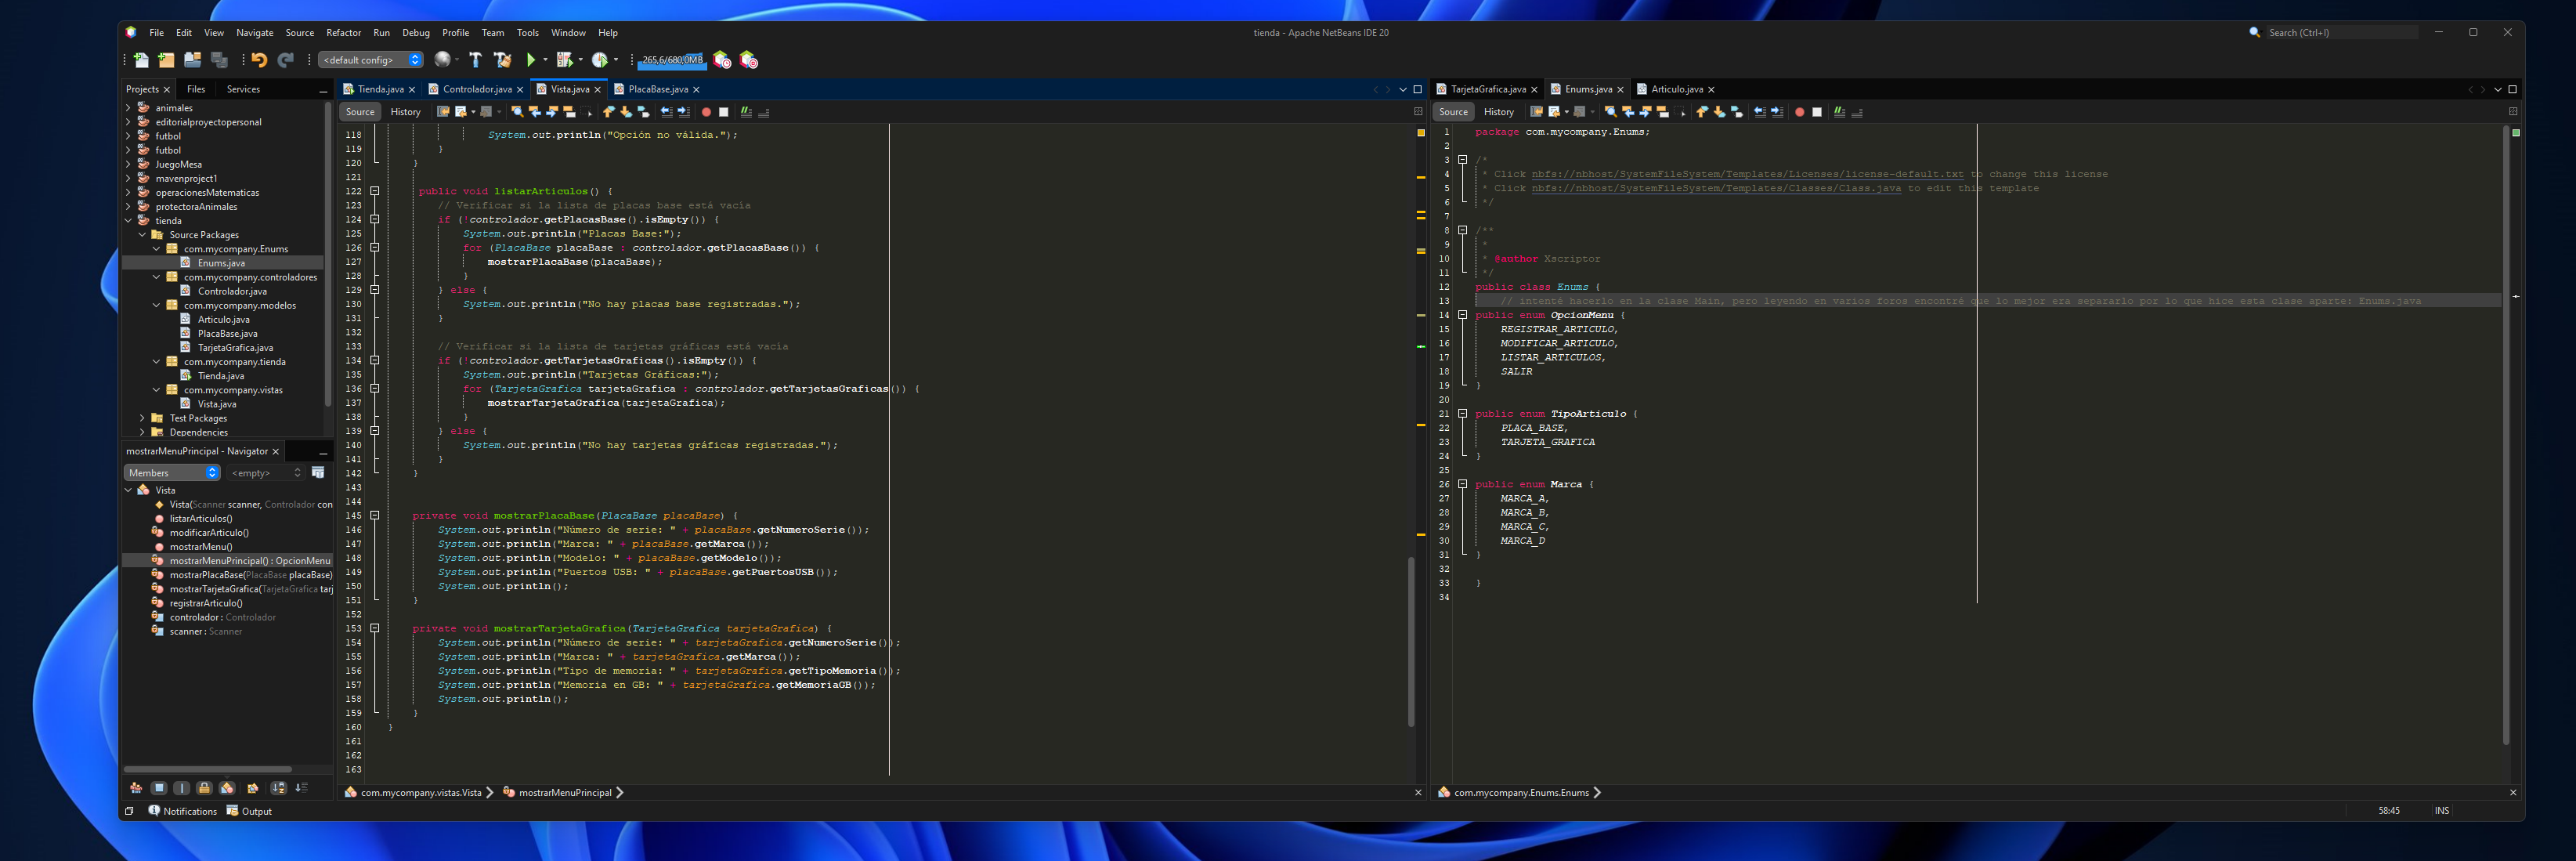 File Edit View Navigate Source Refactor Run Debug Profile Team Tools Window Help
tienda - Apache NetBeans IDE 20
Search (Ctrl+I)
<default config>
265,6/680,0MB
Projects Files Services
animales
editorialproyectopersonal
futbol
futbol
JuegoMesa
mavenproject1
operacionesMatematicas
protectoraAnimales
tienda
Source Packages
com.mycompany.Enums
Enums.java
com.mycompany.controladores
Controlador.java
com.mycompany.modelos
Articulo.java
PlacaBase.java
TarjetaGrafica.java
com.mycompany.tienda
Tienda.java
com.mycompany.vistas
Vista.java
Test Packages
Dependencies
mostrarMenuPrincipal - Navigator
Members <empty>
Vista
Vista(Scanner scanner, Controlador con
listarArticulos()
modificarArticulo()
mostrarMenu()
mostrarMenuPrincipal() : OpcionMenu
mostrarPlacaBase(PlacaBase placaBase)
mostrarTarjetaGrafica(TarjetaGrafica tarj
registrarArticulo()
controlador : Controlador
scanner : Scanner
Tienda.java Controlador.java Vista.java PlacaBase.java
Source History
118 System.out.println("Opción no válida.");
119 }
120 }
121
122 public void listarArticulos() {
123 // Verificar si la lista de placas base está vacía
124 if (!controlador.getPlacasBase().isEmpty()) {
125 System.out.println("Placas Base:");
126 for (PlacaBase placaBase : controlador.getPlacasBase()) {
127 mostrarPlacaBase(placaBase);
128 }
129 } else {
130 System.out.println("No hay placas base registradas.");
131 }
132
133 // Verificar si la lista de tarjetas gráficas está vacía
134 if (!controlador.getTarjetasGraficas().isEmpty()) {
135 System.out.println("Tarjetas Gráficas:");
136 for (TarjetaGrafica tarjetaGrafica : controlador.getTarjetasGraficas()) {
137 mostrarTarjetaGrafica(tarjetaGrafica);
138 }
139 } else {
140 System.out.println("No hay tarjetas gráficas registradas.");
141 }
142 }
143
144
145 private void mostrarPlacaBase(PlacaBase placaBase) {
146 System.out.println("Número de serie: " + placaBase.getNumeroSerie());
147 System.out.println("Marca: " + placaBase.getMarca());
148 System.out.println("Modelo: " + placaBase.getModelo());
149 System.out.println("Puertos USB: " + placaBase.getPuertosUSB());
150 System.out.println();
151 }
152
153 private void mostrarTarjetaGrafica(TarjetaGrafica tarjetaGrafica) {
154 System.out.println("Número de serie: " + tarjetaGrafica.getNumeroSerie());
155 System.out.println("Marca: " + tarjetaGrafica.getMarca());
156 System.out.println("Tipo de memoria: " + tarjetaGrafica.getTipoMemoria());
157 System.out.println("Memoria en GB: " + tarjetaGrafica.getMemoriaGB());
158 System.out.println();
159 }
160 }
161
162
163
com.mycompany.vistas.Vista mostrarMenuPrincipal
TarjetaGrafica.java Enums.java Articulo.java
Source History
1 package com.mycompany.Enums;
2
3 /*
4 * Click nbfs://nbhost/SystemFileSystem/Templates/Licenses/license-default.txt to change this license
5 * Click nbfs://nbhost/SystemFileSystem/Templates/Classes/Class.java to edit this template
6 */
7
8 /**
9 *
10 * @author Xscriptor
11 */
12 public class Enums {
13 // intenté hacerlo en la clase Main, pero leyendo en varios foros encontré que lo mejor era separarlo por lo que hice esta clase aparte: Enums.java
14 public enum OpcionMenu {
15 REGISTRAR_ARTICULO,
16 MODIFICAR_ARTICULO,
17 LISTAR_ARTICULOS,
18 SALIR
19 }
20
21 public enum TipoArticulo {
22 PLACA_BASE,
23 TARJETA_GRAFICA
24 }
25
26 public enum Marca {
27 MARCA_A,
28 MARCA_B,
29 MARCA_C,
30 MARCA_D
31 }
32
33 }
34
com.mycompany.Enums.Enums
Notifications Output
58:45 INS